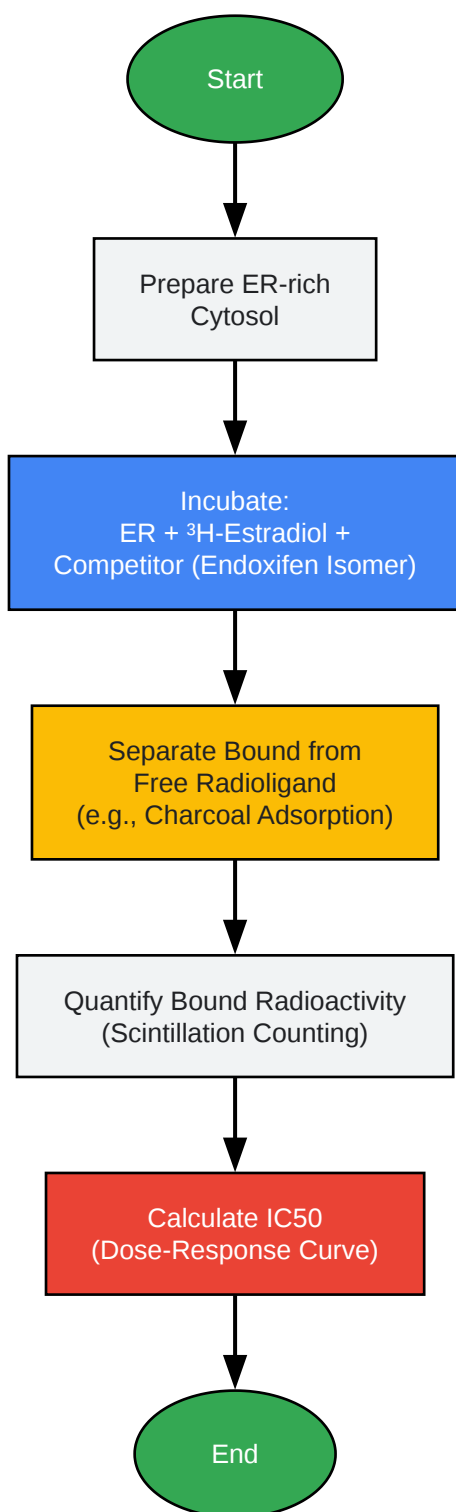 Start
Prepare ER-rich
Cytosol
Incubate:
ER + ³H-Estradiol +
Competitor (Endoxifen Isomer)
Separate Bound from
Free Radioligand
(e.g., Charcoal Adsorption)
Quantify Bound Radioactivity
(Scintillation Counting)
Calculate IC50
(Dose-Response Curve)
End